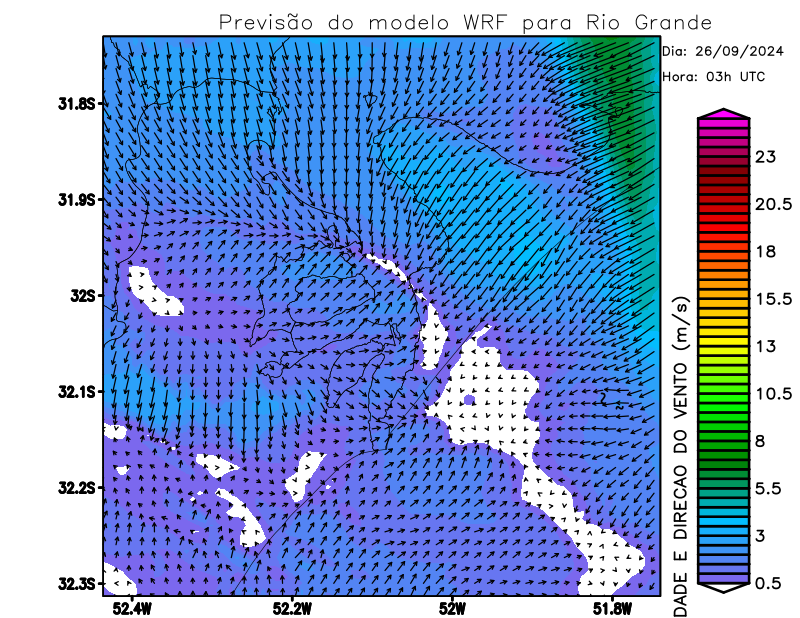 Previsão do modelo WRF para Rio Grande
Dia: 26/09/2024
Hora: 03h UTC
31.8S
31.9S
32S
32.1S
32.2S
32.3S
52.4W
52.2W
52W
51.8W
DADE E DIRECAO DO VENTO (m/s)
23
20.5
18
15.5
13
10.5
8
5.5
3
0.5